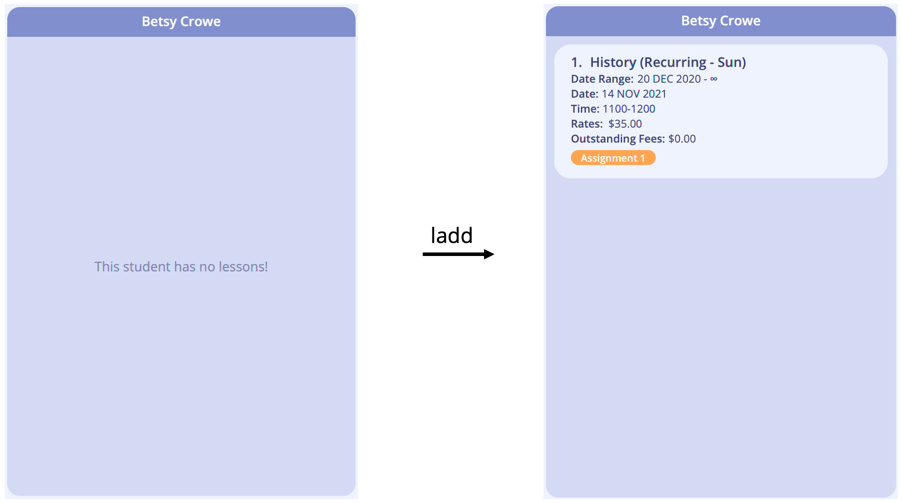 Betsy Crowe
This student has no lessons!
ladd
Betsy Crowe
1. History (Recurring - Sun)
Date Range: 20 DEC 2020 - ∞
Date: 14 NOV 2021
Time: 1100-1200
Rates: $35.00
Outstanding Fees: $0.00
Assignment 1